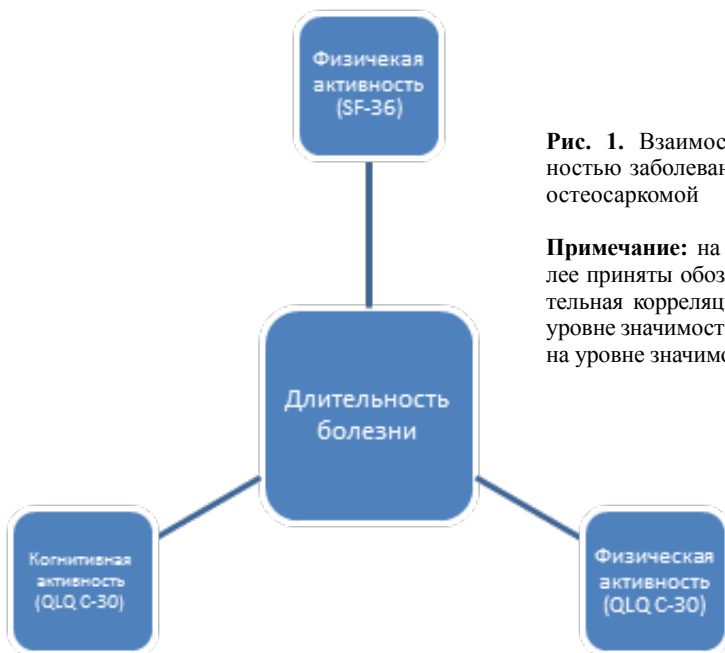 Физичекая
активность
(SF-36)
Рис. 1. Взаимос
ностью заболеван
остеосаркомой
Примечание: на
лее приняты обоз
тельная корреляц
уровне значимост
на уровне значимо
Длительность
болезни
Когнитивная
активность
(QLQ C-30)
Физическая
активность
(QLQ C-30)